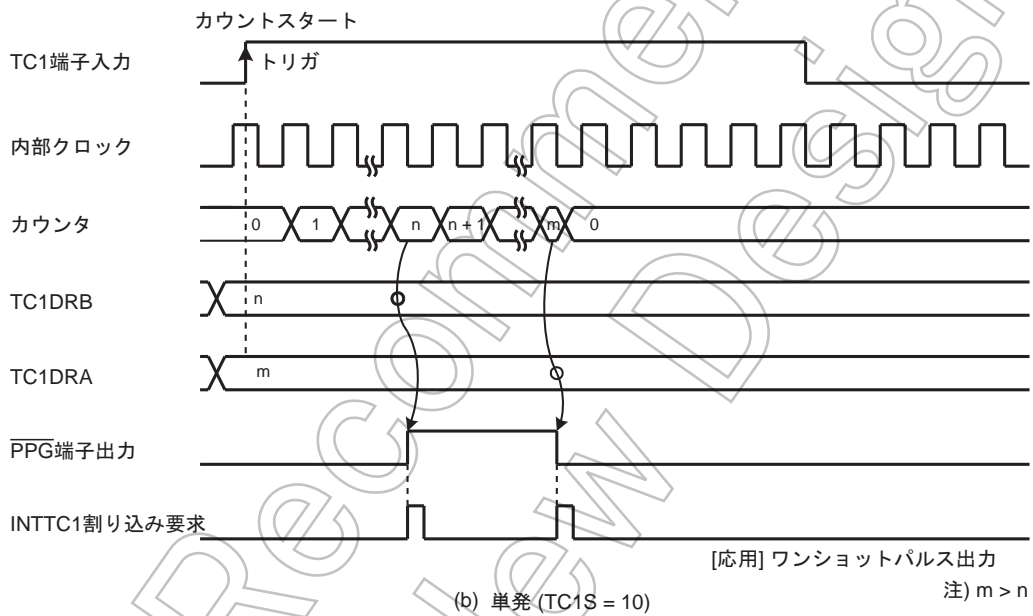 カウントスタート
TC1端子入力
トリガ
内部クロック
カウンタ
0 1 n n + 1 m 0
TC1DRB
n
TC1DRA
m
PPG端子出力
INTTC1割り込み要求
[応用] ワンショットパルス出力
(b) 単発 (TC1S = 10)
注) m > n
Recommen
New Design